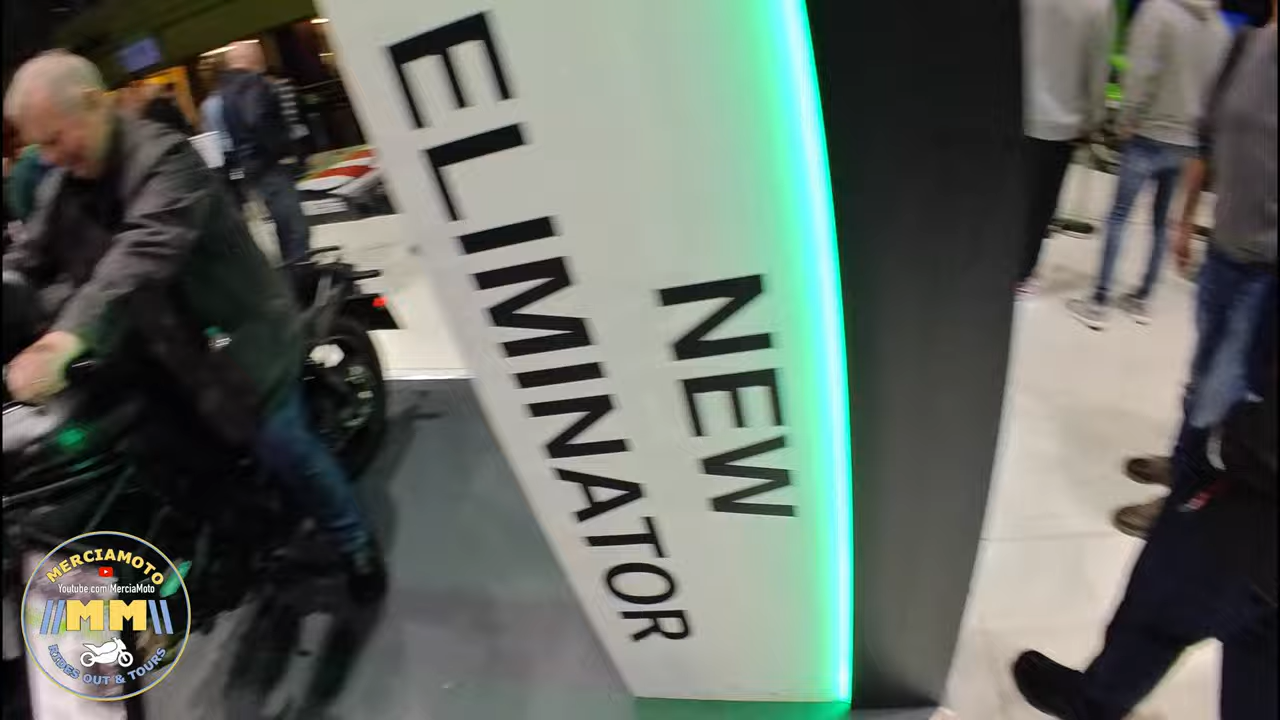 NEW
ELIMINATOR
MERCIAMOTO
Youtube.com/MerciaMoto
MM
RIDES OUT & TOURS